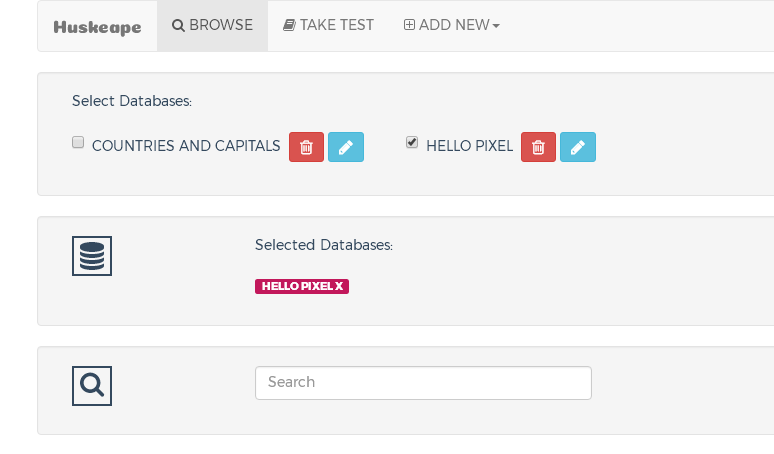 Huskeape BROWSE TAKE TEST ADD NEW
Select Databases:
COUNTRIES AND CAPITALS HELLO PIXEL
Selected Databases:
HELLO PIXEL X
Search